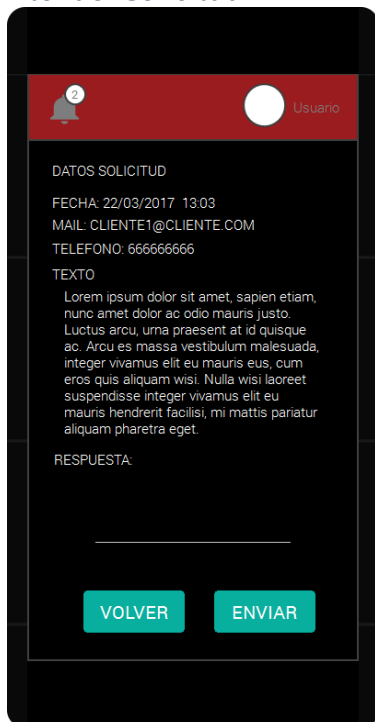 2
Usuario
DATOS SOLICITUD
FECHA: 22/03/2017 13:03
MAIL: CLIENTE1@CLIENTE.COM
TELEFONO: 666666666
TEXTO
Lorem ipsum dolor sit amet, sapien etiam,
nunc amet dolor ac odio mauris justo.
Luctus arcu, urna praesent at id quisque
ac. Arcu es massa vestibulum malesuada,
integer vivamus elit eu mauris eus, cum
eros quis aliquam wisi. Nulla wisi laoreet
suspendisse integer vivamus elit eu
mauris hendrerit facilisi, mi mattis pariatur
aliquam pharetra eget.
RESPUESTA:
VOLVER
ENVIAR